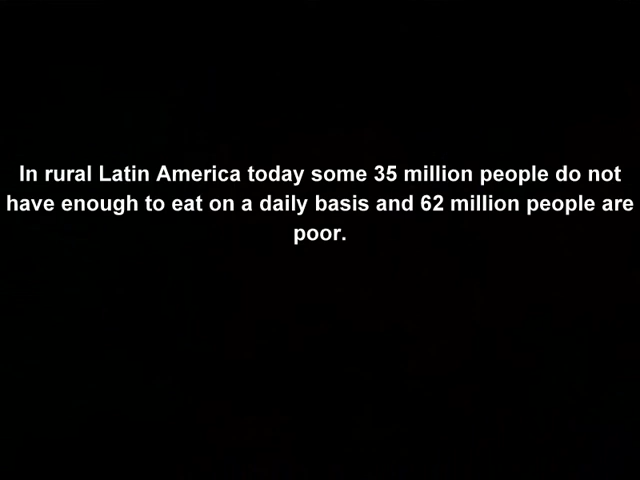 In rural Latin America today some 35 million people do not
have enough to eat on a daily basis and 62 million people are
poor.